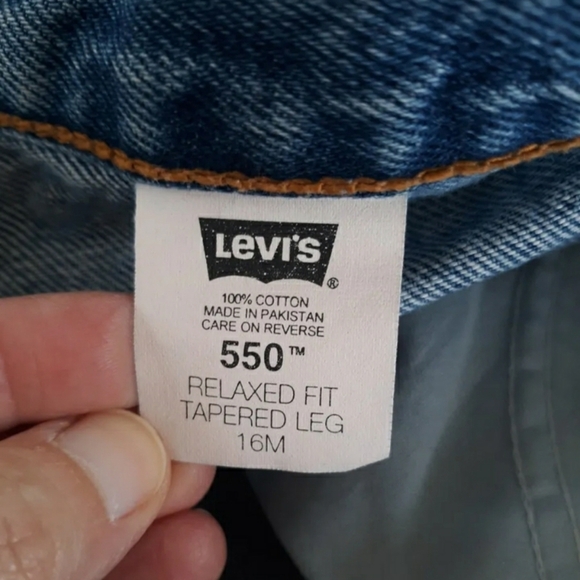 LEVI'S ®
100% COTTON
MADE IN PAKISTAN
CARE ON REVERSE
550™
RELAXED FIT
TAPERED LEG
16M